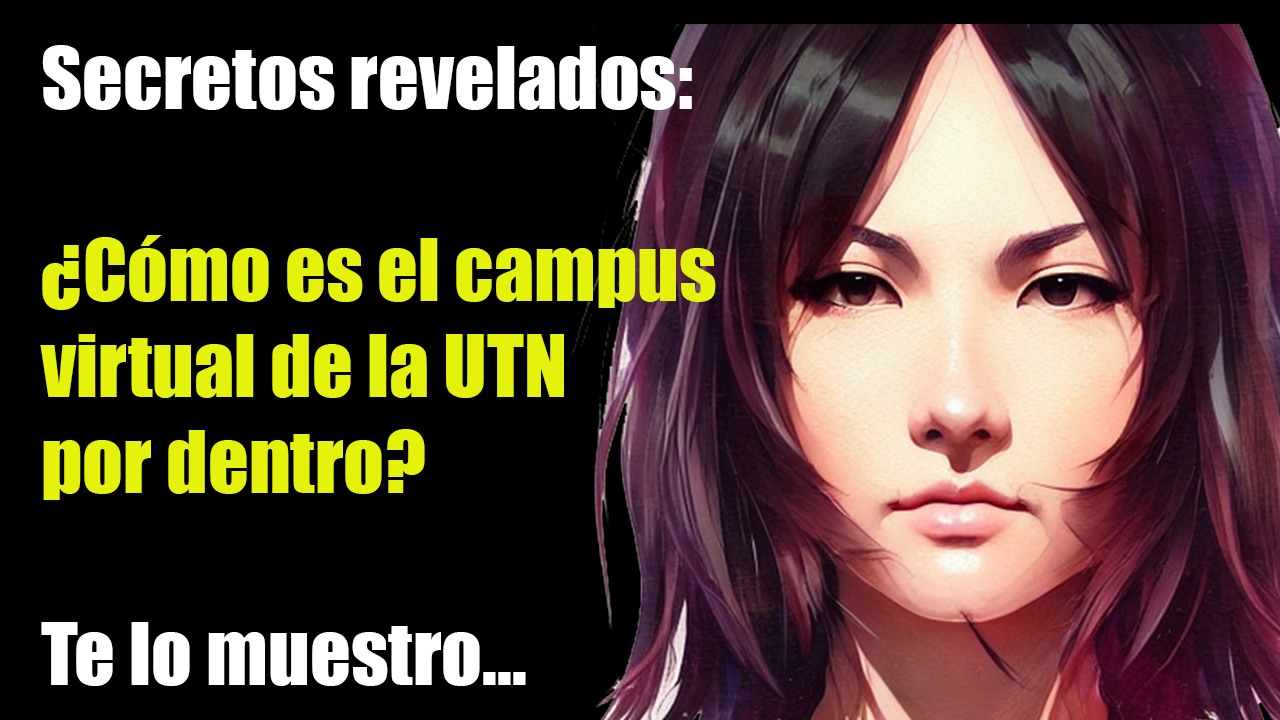 Secretos revelados:
¿Cómo es el campus
virtual de la UTN
por dentro?
Te lo muestro...